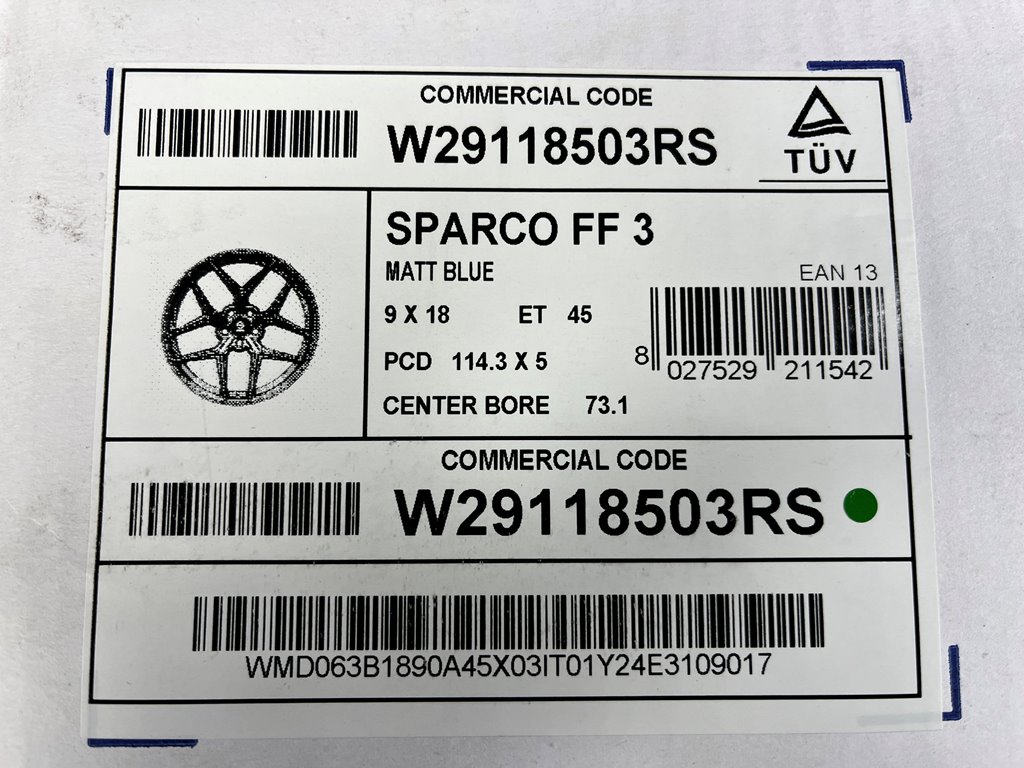 COMMERCIAL CODE
W29118503RS
TÜV
SPARCO FF 3
MATT BLUE
EAN 13
9 X 18 ET 45
PCD 114.3 X 5
8 027529 211542
CENTER BORE 73.1
COMMERCIAL CODE
W29118503RS
WMD063B1890A45X03IT01Y24E3109017